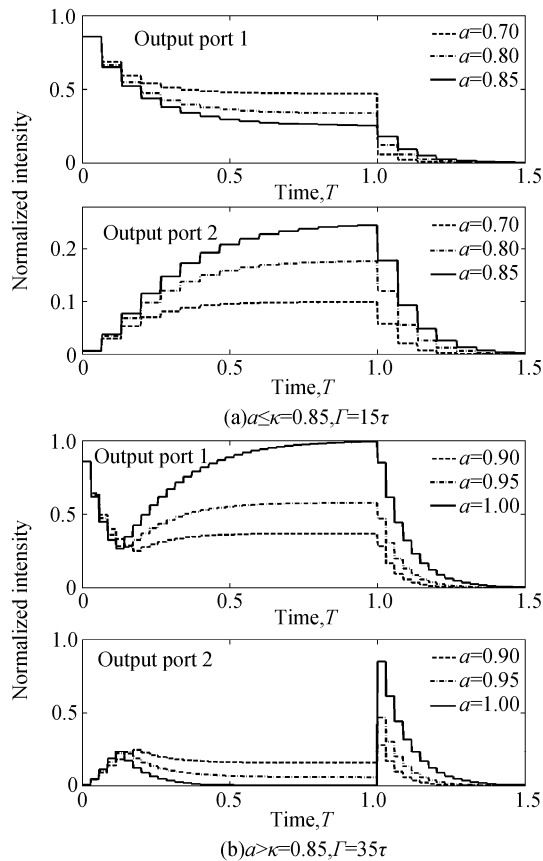 Normalized intensity
1.0
0.5
0
Output port 1
a=0.70
a=0.80
a=0.85
0 0.5 1.0 1.5
Time,T
0.2
0.1
0
Output port 2
a=0.70
a=0.80
a=0.85
0 0.5 1.0 1.5
Time,T
(a)a≤κ=0.85,Γ=15τ
Normalized intensity
1.0
0.5
0
Output port 1
a=0.90
a=0.95
a=1.00
0 0.5 1.0 1.5
Time,T
1.0
0.5
0
Output port 2
a=0.90
a=0.95
a=1.00
0 0.5 1.0 1.5
Time,T
(b)a>κ=0.85,Γ=35τ